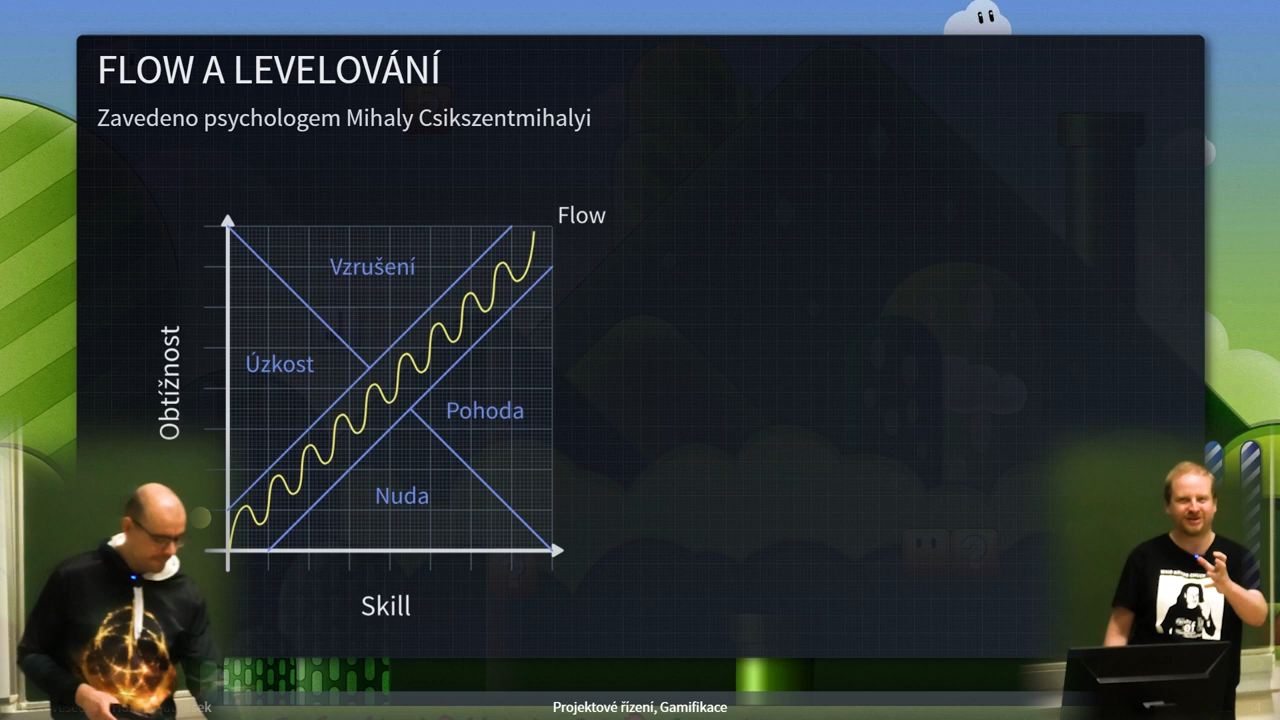 FLOW A LEVELOVÁNÍ
Zavedeno psychologem Mihaly Csikszentmihalyi
Flow
Vzrušení
Úzkost
Obtížnost
Pohoda
Nuda
Skill
Projektové řízení, Gamifikace